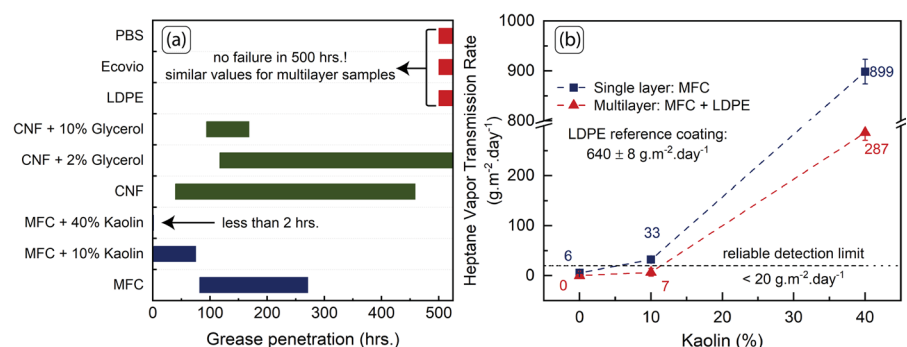 (a)
PBS
Ecovio
LDPE
CNF + 10% Glycerol
CNF + 2% Glycerol
CNF
MFC + 40% Kaolin
MFC + 10% Kaolin
MFC
no failure in 500 hrs.!
similar values for multilayer samples
less than 2 hrs.
0
100
200
300
400
500
Grease penetration (hrs.)
(b)
Heptane Vapor Transmission Rate
(g.m⁻².day⁻¹)
1000
900
800
200
100
0
Single layer: MFC
Multilayer: MFC + LDPE
LDPE reference coating:
640 ± 8 g.m⁻².day⁻¹
899
287
6
33
0
7
reliable detection limit
< 20 g.m⁻².day⁻¹
0
10
20
30
40
Kaolin (%)